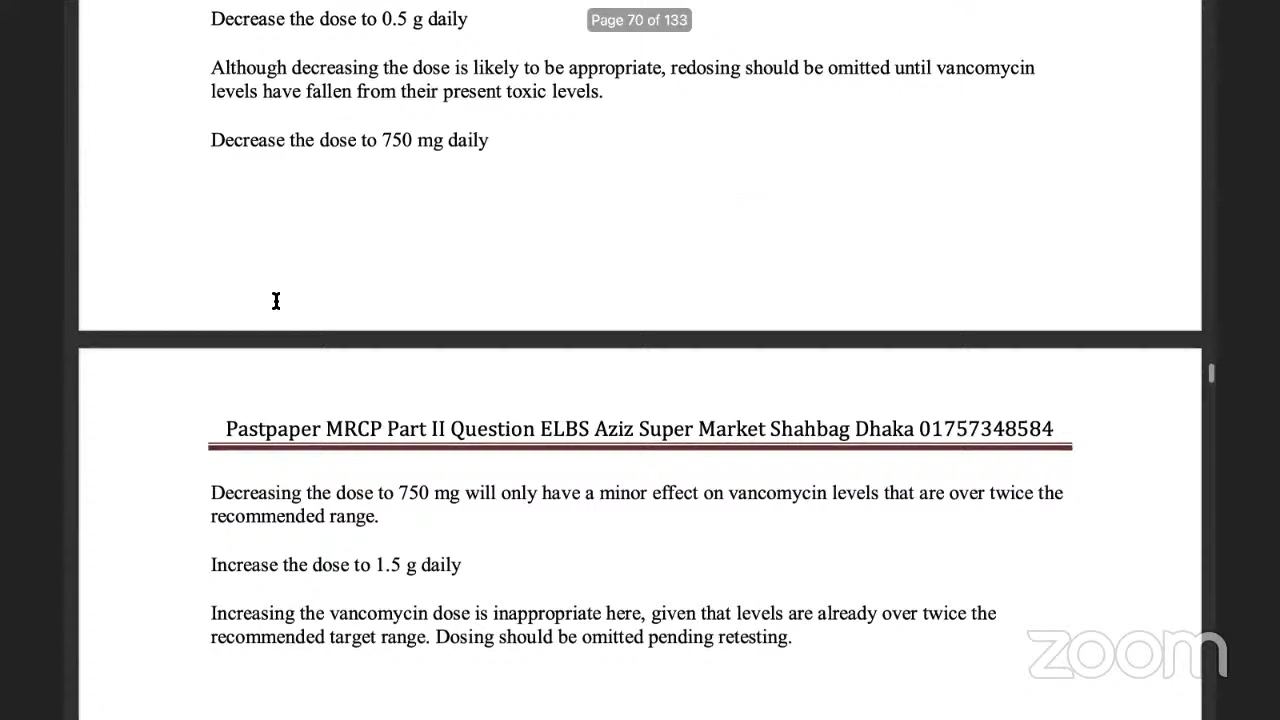 Decrease the dose to 0.5 g daily
Page 70 of 133
Although decreasing the dose is likely to be appropriate, redosing should be omitted until vancomycin
levels have fallen from their present toxic levels.
Decrease the dose to 750 mg daily
Pastpaper MRCP Part II Question ELBS Aziz Super Market Shahbag Dhaka 01757348584
Decreasing the dose to 750 mg will only have a minor effect on vancomycin levels that are over twice the
recommended range.
Increase the dose to 1.5 g daily
Increasing the vancomycin dose is inappropriate here, given that levels are already over twice the
recommended target range. Dosing should be omitted pending retesting.
zoom